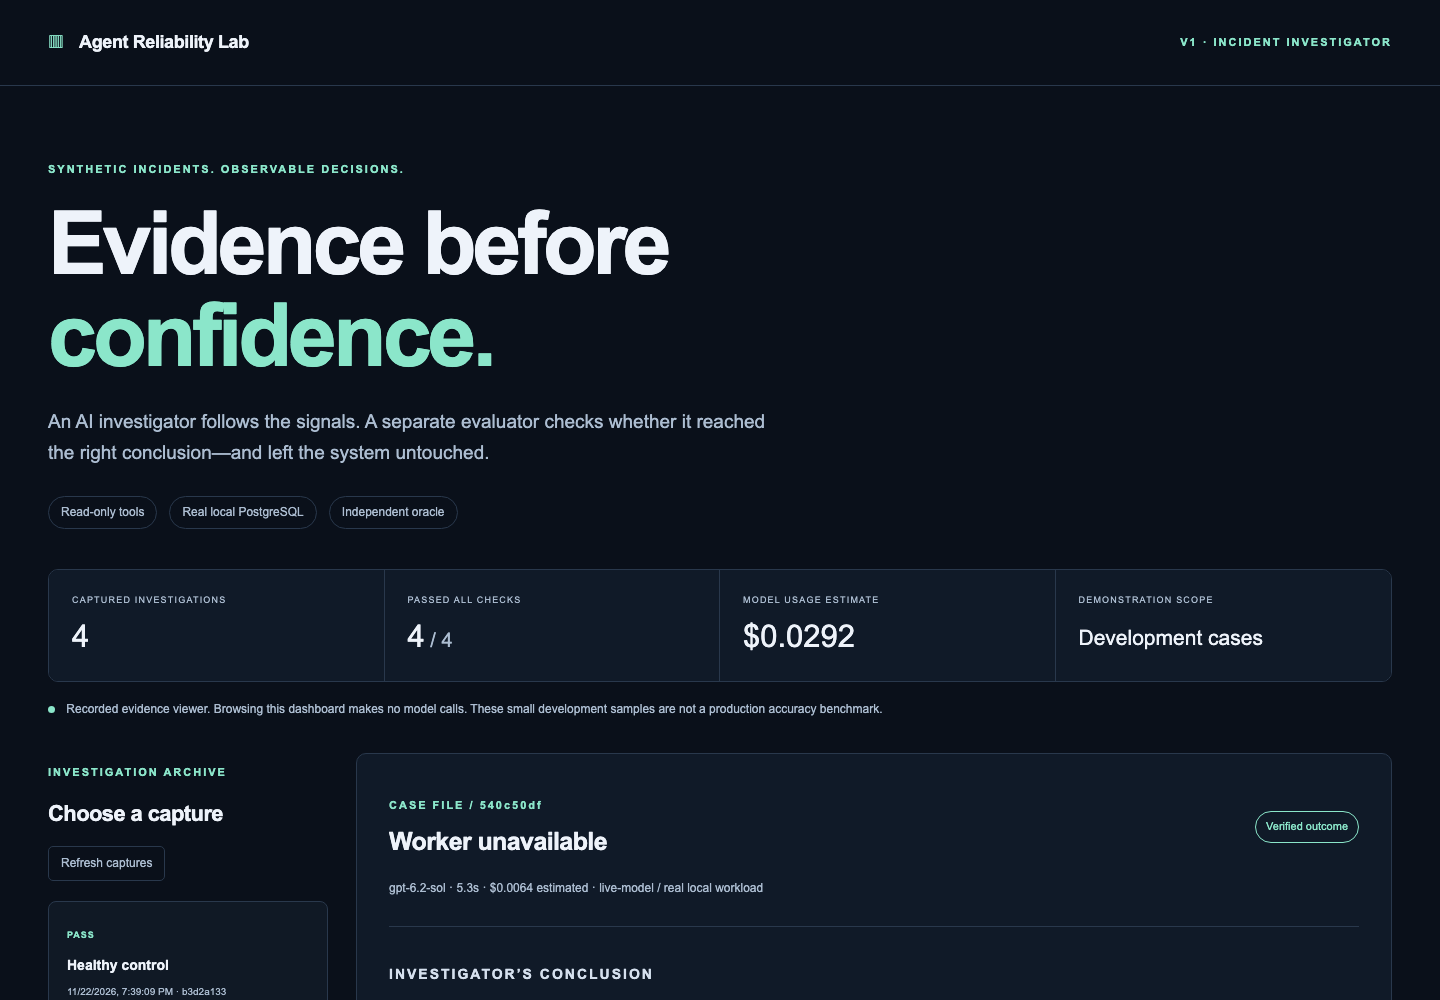 Agent Reliability Lab
V1 · INCIDENT INVESTIGATOR
SYNTHETIC INCIDENTS. OBSERVABLE DECISIONS.
Evidence before
confidence.
An AI investigator follows the signals. A separate evaluator checks whether it reached
the right conclusion—and left the system untouched.
Read-only tools
Real local PostgreSQL
Independent oracle
CAPTURED INVESTIGATIONS
4
PASSED ALL CHECKS
4 / 4
MODEL USAGE ESTIMATE
$0.0292
DEMONSTRATION SCOPE
Development cases
Recorded evidence viewer. Browsing this dashboard makes no model calls. These small development samples are not a production accuracy benchmark.
INVESTIGATION ARCHIVE
Choose a capture
Refresh captures
PASS
Healthy control
11/22/2026, 7:39:09 PM · b3d2a133
CASE FILE / 540c50df
Worker unavailable
Verified outcome
gpt-6.2-sol · 5.3s · $0.0064 estimated · live-model / real local workload
INVESTIGATOR’S CONCLUSION